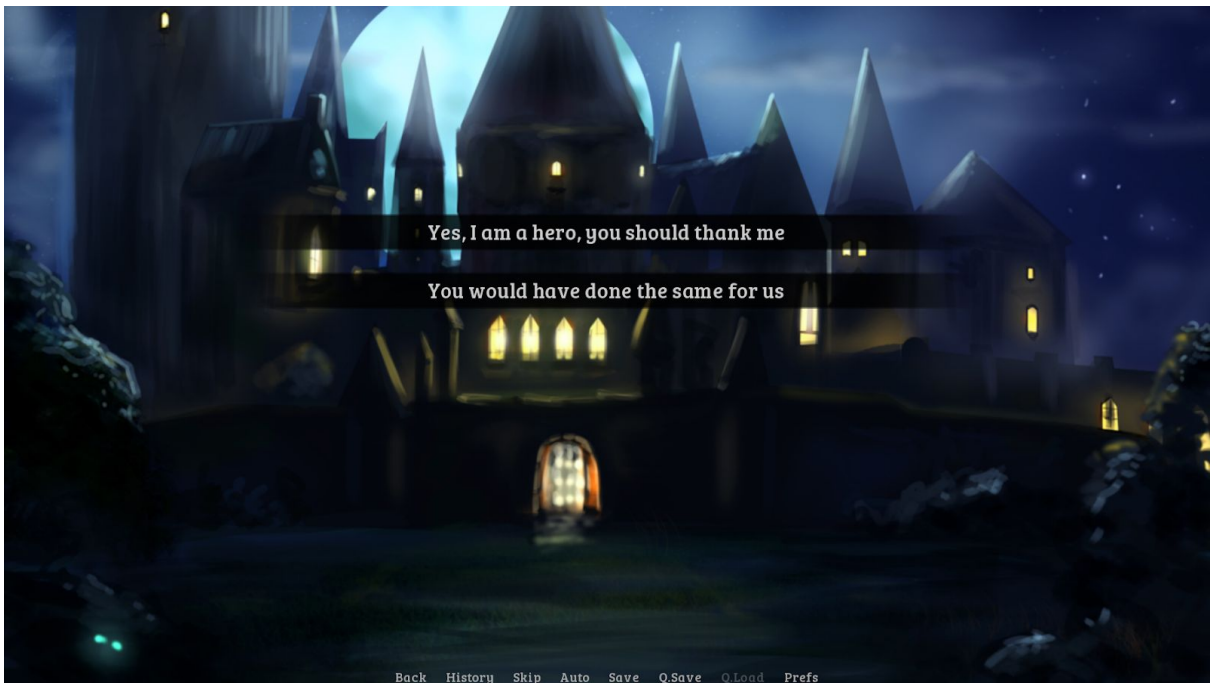 Yes, I am a hero, you should thank me
You would have done the same for us
Back History Skip Auto Save Q.Save Q.Load Prefs